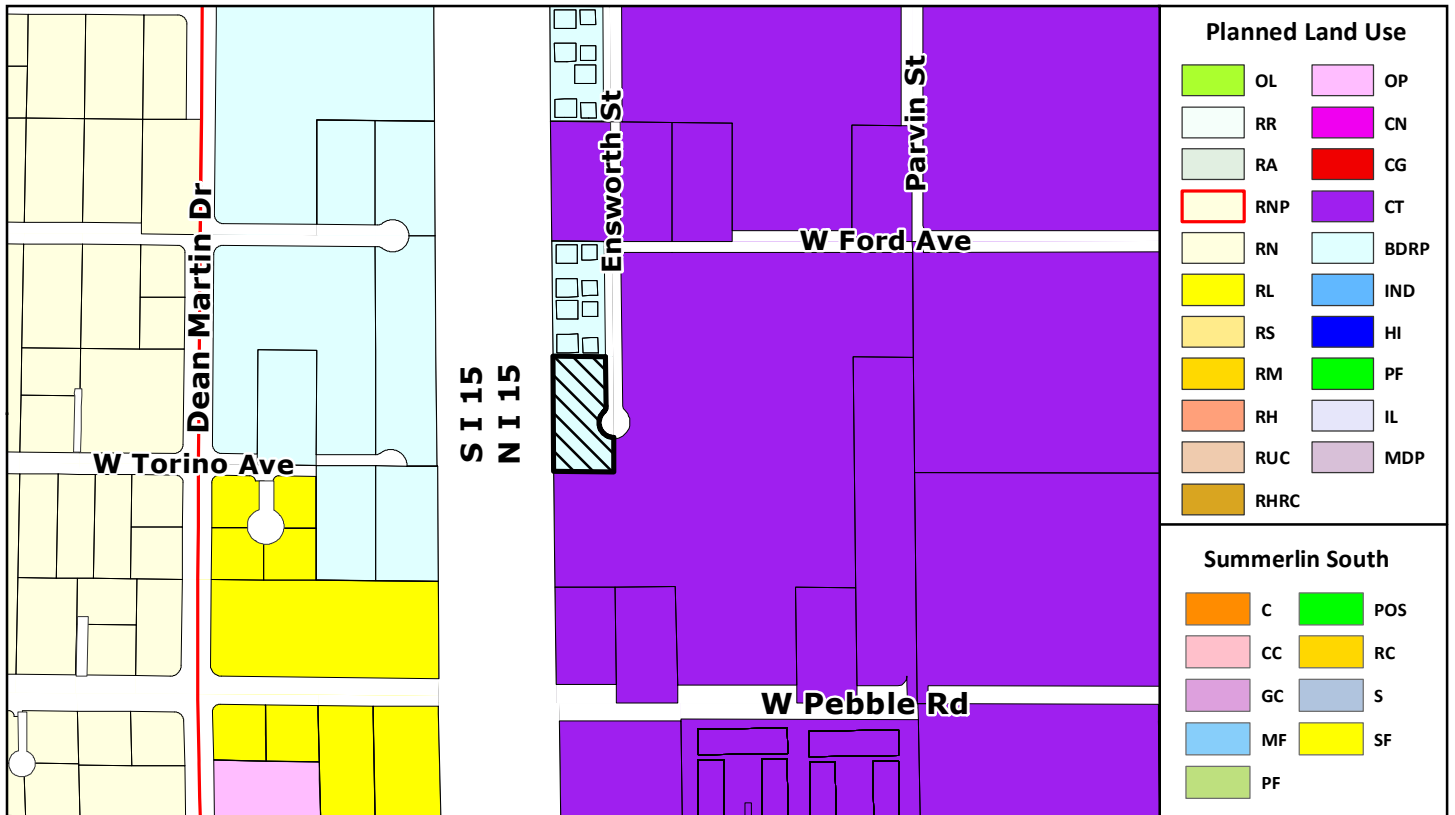 Ensworth St
Parvin St
Dean Martin Dr
W Ford Ave
S I 15
N I 15
W Torino Ave
W Pebble Rd
Planned Land Use
OL OP
RR CN
RA CG
RNP CT
RN BDRP
RL IND
RS HI
RM PF
RH IL
RUC MDP
RHRC
Summerlin South
C POS
CC RC
GC S
MF SF
PF